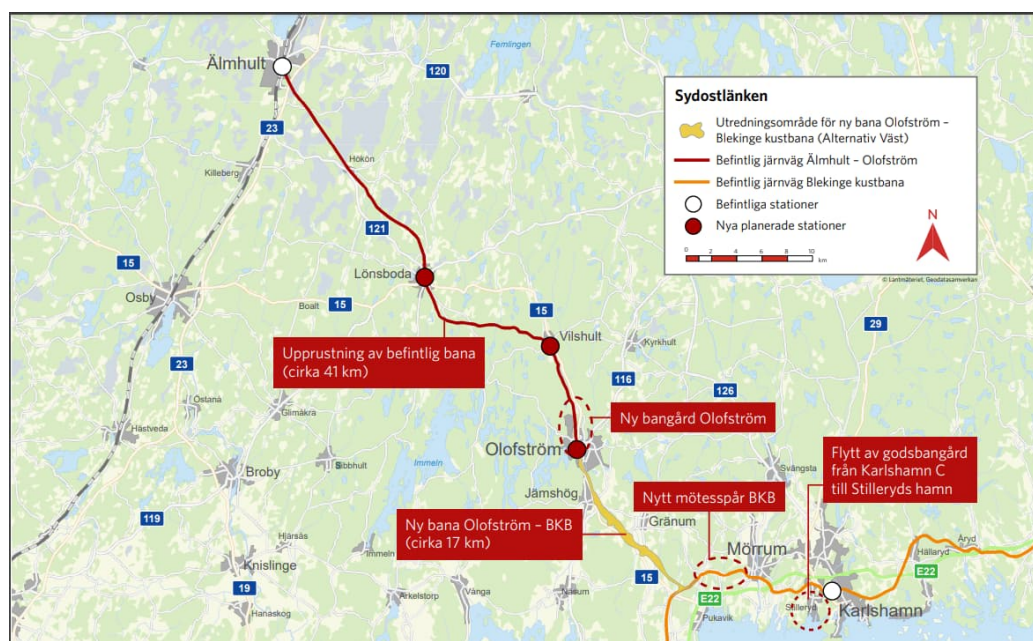 Älmhult
Femlingen
120
23
Killeberg
Hökön
121
15
Osby
Lönsboda
Boalt
15
15
Vilshult
Kyrkhult
29
116
126
23
Östana
Hästveda
Glimåkra
Broby
Sibbhult
Immeln
Olofström
Jämshög
Svängsta
119
Hjärsås
Immeln
Knislinge
19
Hanaskog
Arkelstorp
Vånga
Näsum
Gränum
15
Mörrum
E22
Pukavik
Stilleryd
Karlshamn
Hällaryd
Åryd
E22
Upprustning av befintlig bana
(cirka 41 km)
Ny bangård Olofström
Ny bana Olofström – BKB
(cirka 17 km)
Nytt mötesspår BKB
Flytt av godsbangård
från Karlshamn C
till Stilleryds hamn
Sydostlänken
Utredningsområde för ny bana Olofström –
Blekinge kustbana (Alternativ Väst)
Befintlig järnväg Älmhult – Olofström
Befintlig järnväg Blekinge kustbana
Befintliga stationer
Nya planerade stationer
N
0 2 4 6 8 10
km
© Lantmäteriet, Geodatasamverkan